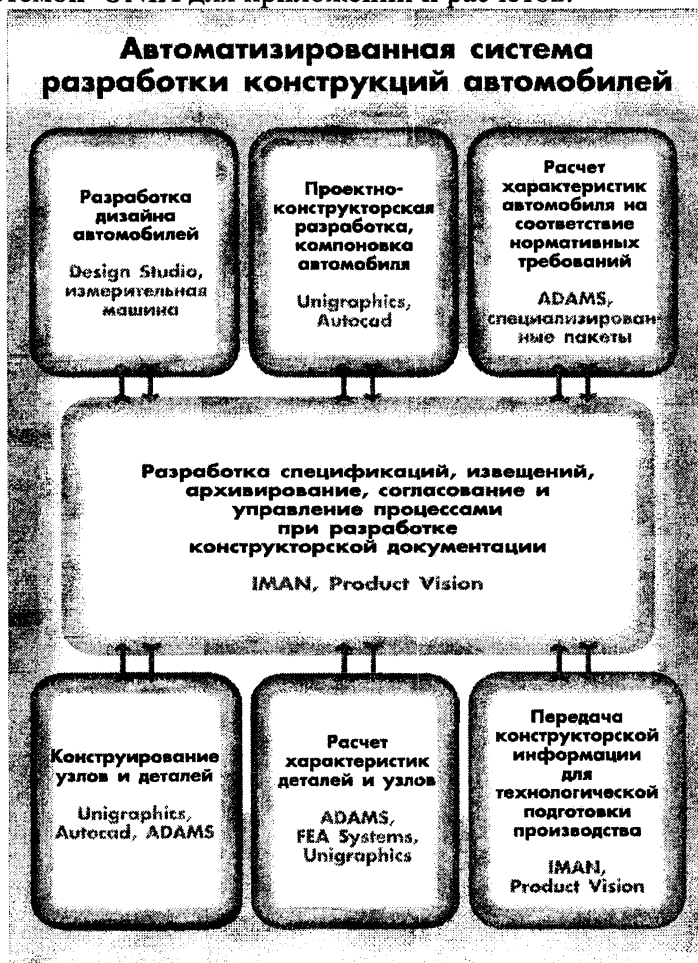 для приложений и расчетов.
Автоматизированная система
разработки конструкций автомобилей
Разработка
дизайна
автомобилей
Design Studio,
измерительная
машина
Проектно-
конструкторская
разработка,
компоновка
автомобиля
Unigraphics,
Autocad
Расчет
характеристик
автомобиля на
соответствие
нормативных
требований
ADAMS,
специализирован-
ные пакеты
Разработка спецификаций, извещений,
архивирование, согласование и
управление процессами
при разработке
конструкторской документации
IMAN, Product Vision
Конструирование
узлов и деталей
Unigraphics,
Autocad, ADAMS
Расчет
характеристик
деталей и узлов
ADAMS,
FEA Systems,
Unigraphics
Передача
конструкторской
информации
для
технологической
подготовки
производства
IMAN,
Product Vision